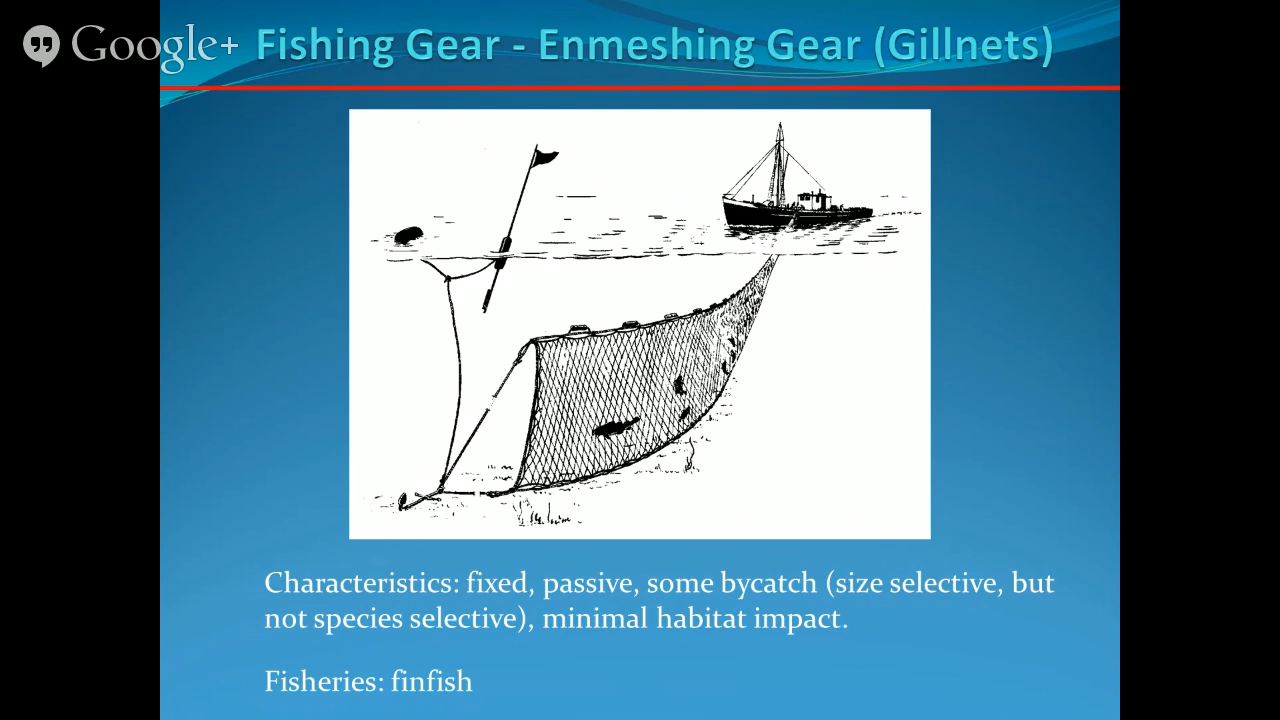 Google+ Fishing Gear - Enmeshing Gear (Gillnets)
Characteristics: fixed, passive, some bycatch (size selective, but
not species selective), minimal habitat impact.
Fisheries: finfish